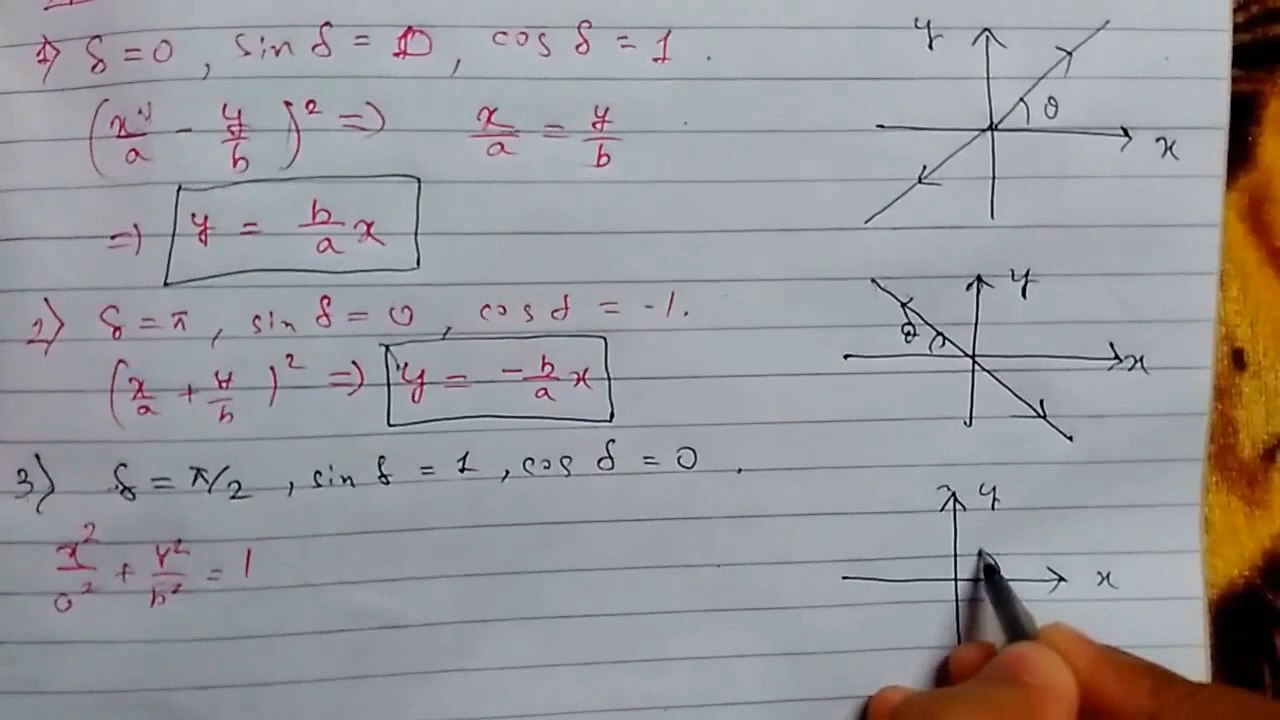 1) δ = 0 , sin δ = 0 , cos δ = 1 .
(x/a - y/b)² => x/a = y/b
=> y = b/a x
2) δ = π , sin δ = 0 , cos δ = -1 .
(x/a + y/b)² => y = -b/a x
3) δ = π/2 , sin δ = 1 , cos δ = 0 .
x²/a² + y²/b² = 1
y
θ
x
y
θ
x
y
x